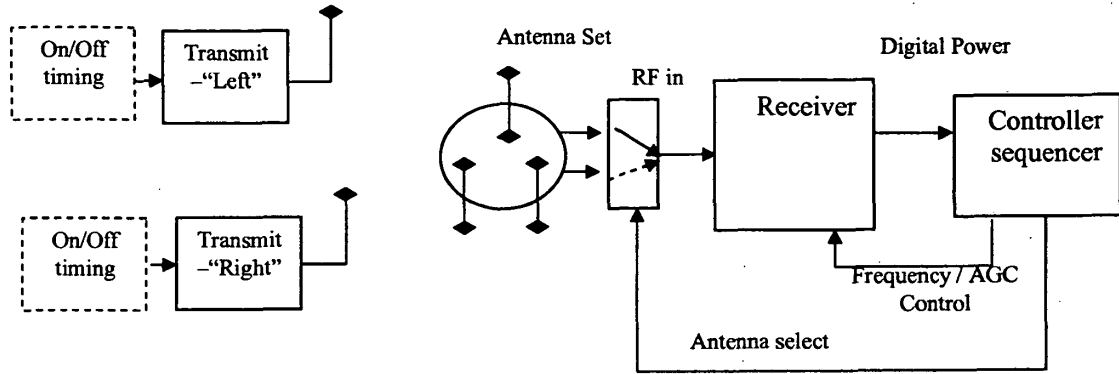 On/Off
timing
Transmit
–“Left”
On/Off
timing
Transmit
–“Right”
Antenna Set
RF in
Receiver
Digital Power
Controller
sequencer
Frequency / AGC
Control
Antenna select